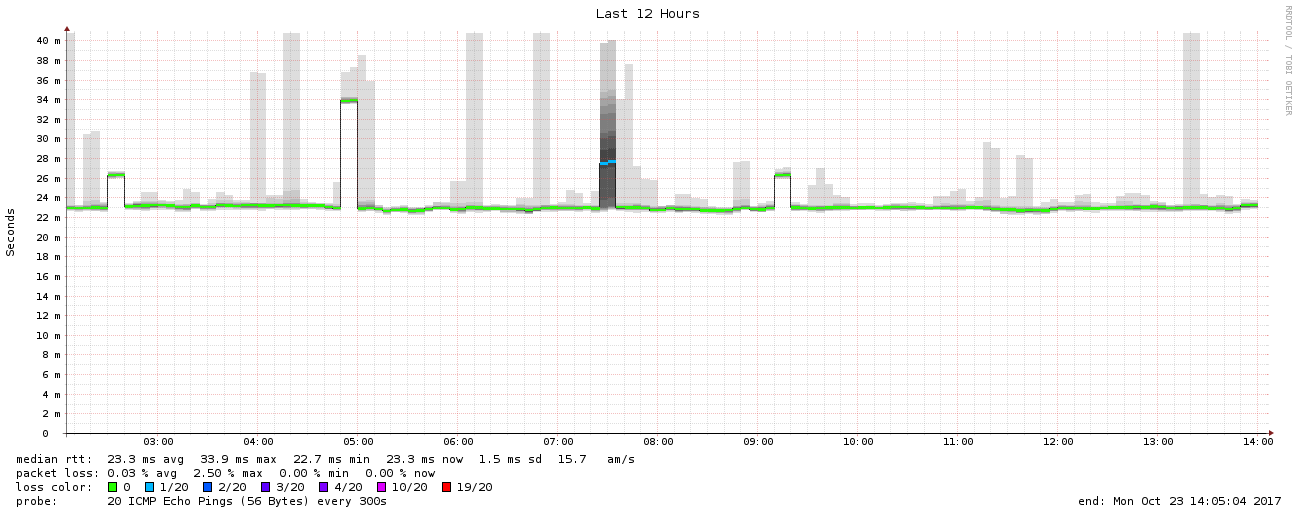 Last 12 Hours
RRDTOOL / TOBI OETIKER
Seconds
40 m
38 m
36 m
34 m
32 m
30 m
28 m
26 m
24 m
22 m
20 m
18 m
16 m
14 m
12 m
10 m
8 m
6 m
4 m
2 m
0
03:00 04:00 05:00 06:00 07:00 08:00 09:00 10:00 11:00 12:00 13:00 14:00
median rtt: 23.3 ms avg 33.9 ms max 22.7 ms min 23.3 ms now 1.5 ms sd 15.7 am/s
packet loss: 0.03 % avg 2.50 % max 0.00 % min 0.00 % now
loss color: 0 1/20 2/20 3/20 4/20 10/20 19/20
probe: 20 ICMP Echo Pings (56 Bytes) every 300s end: Mon Oct 23 14:05:04 2017